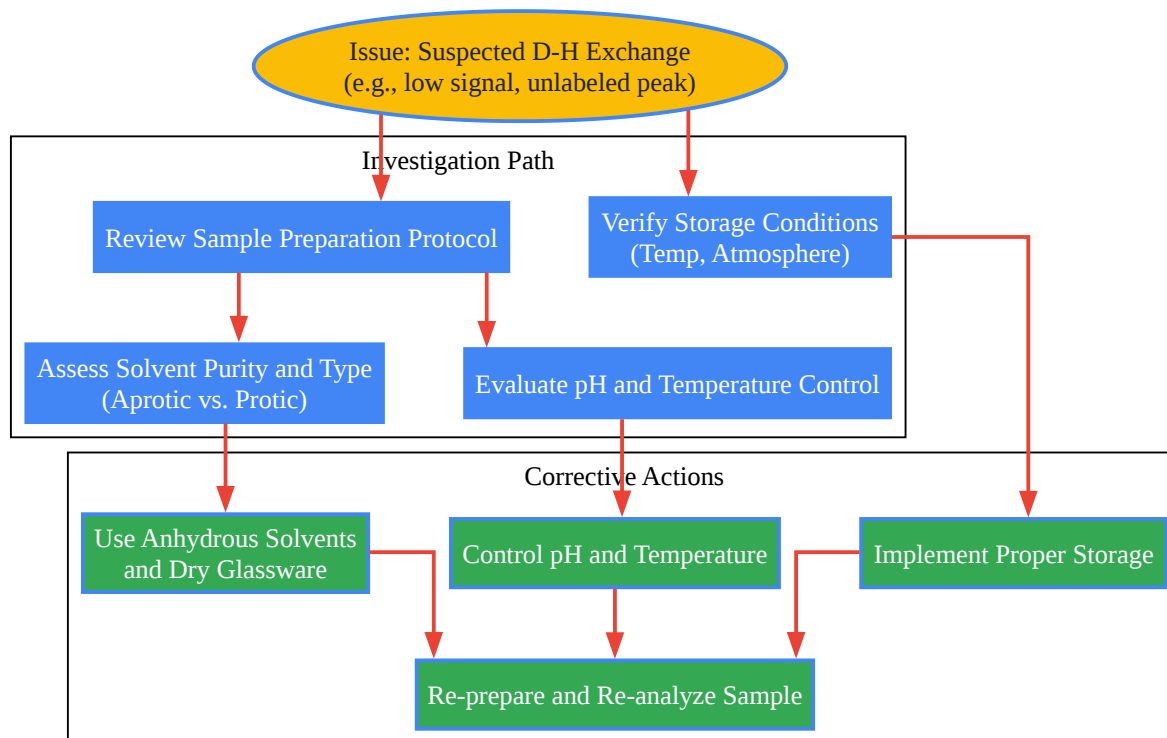 Issue: Suspected D-H Exchange
(e.g., low signal, unlabeled peak)
Investigation Path
Review Sample Preparation Protocol
Verify Storage Conditions
(Temp, Atmosphere)
Assess Solvent Purity and Type
(Aprotic vs. Protic)
Evaluate pH and Temperature Control
Corrective Actions
Use Anhydrous Solvents
and Dry Glassware
Control pH and Temperature
Implement Proper Storage
Re-prepare and Re-analyze Sample